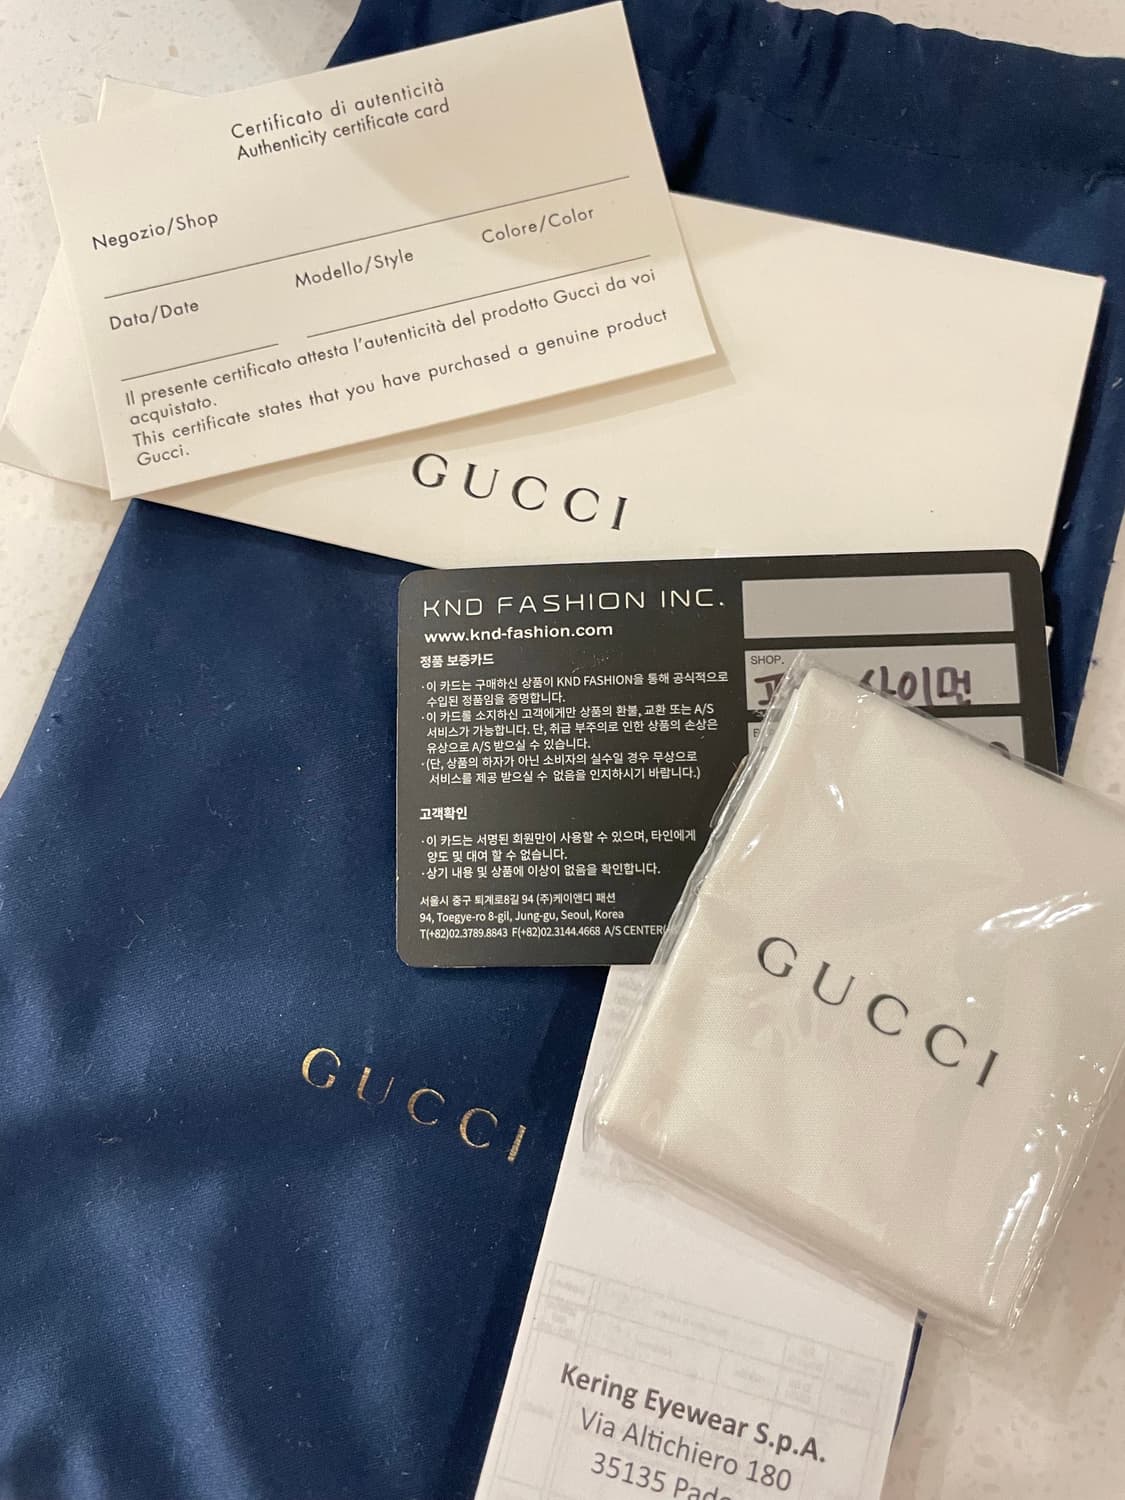 Certificato di autenticità
Authenticity certificate card
Negozio/Shop
Data/Date
Modello/Style
Colore/Color
Il presente certificato attesta l'autenticità del prodotto Gucci da voi
acquistato.
This certificate states that you have purchased a genuine product
Gucci.
GUCCI
KND FASHION INC.
www.knd-fashion.com
정품 보증카드
·이 카드는 구매하신 상품이 KND FASHION을 통해 공식적으로
수입된 정품임을 증명합니다.
·이 카드를 소지하신 고객에게만 상품의 환불, 교환 또는 A/S
서비스가 가능합니다. 단, 취급 부주의로 인한 상품의 손상은
유상으로 A/S 받으실 수 있습니다.
·(단, 상품의 하자가 아닌 소비자의 실수일 경우 무상으로
서비스를 제공 받으실 수 없음을 인지하시기 바랍니다.)
고객확인
·이 카드는 서명된 회원만이 사용할 수 있으며, 타인에게
양도 및 대여 할 수 없습니다.
·상기 내용 및 상품에 이상이 없음을 확인합니다.
서울시 중구 퇴계로8길 94 (주)케이앤디 패션
94, Toegye-ro 8-gil, Jung-gu, Seoul, Korea
T(+82)02.3789.8843 F(+82)02.3144.4668 A/S CENTER(
SHOP.
사이먼
GUCCI
GUCCI
Kering Eyewear S.p.A.
Via Altichiero 180
35135